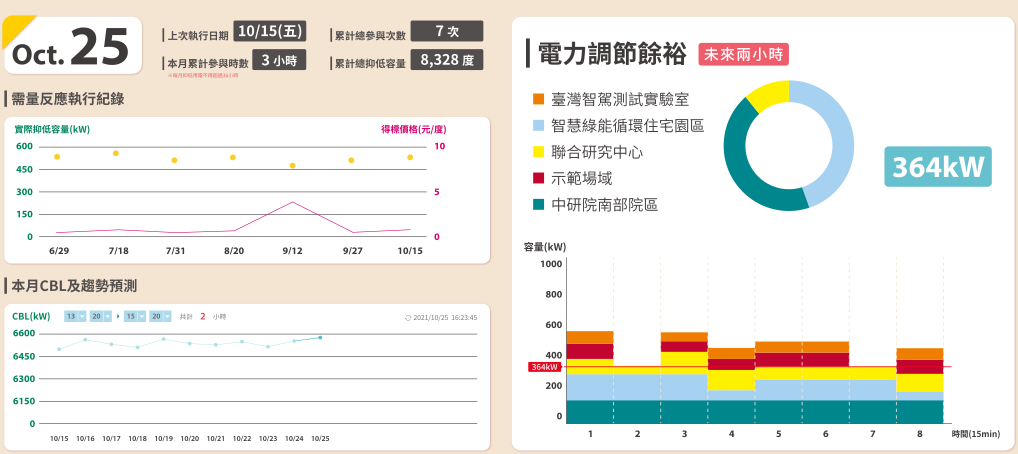 Oct. 25
上次執行日期 10/15(五)
累計總參與次數 7 次
本月累計參與時數 3 小時
累計總抑低容量 8,328 度
需量反應執行紀錄
實際抑低容量(kW)
得標價格(元/度)
600
450
300
150
0
10
5
0
6/29 7/18 7/31 8/20 9/12 9/27 10/15
本月CBL及趨勢預測
CBL(kW) 13 20 15 20 共計 2 小時
2021/10/25 16:23:45
6600
6450
6300
6150
0
10/15 10/16 10/17 10/18 10/19 10/20 10/21 10/22 10/23 10/24 10/25
電力調節餘裕 未來兩小時
臺灣智駕測試實驗室
智慧綠能循環住宅園區
聯合研究中心
示範場域
中研院南部院區
364kW
容量(kW)
1000
800
600
400
364kW
200
0
1 2 3 4 5 6 7 8 時間(15min)